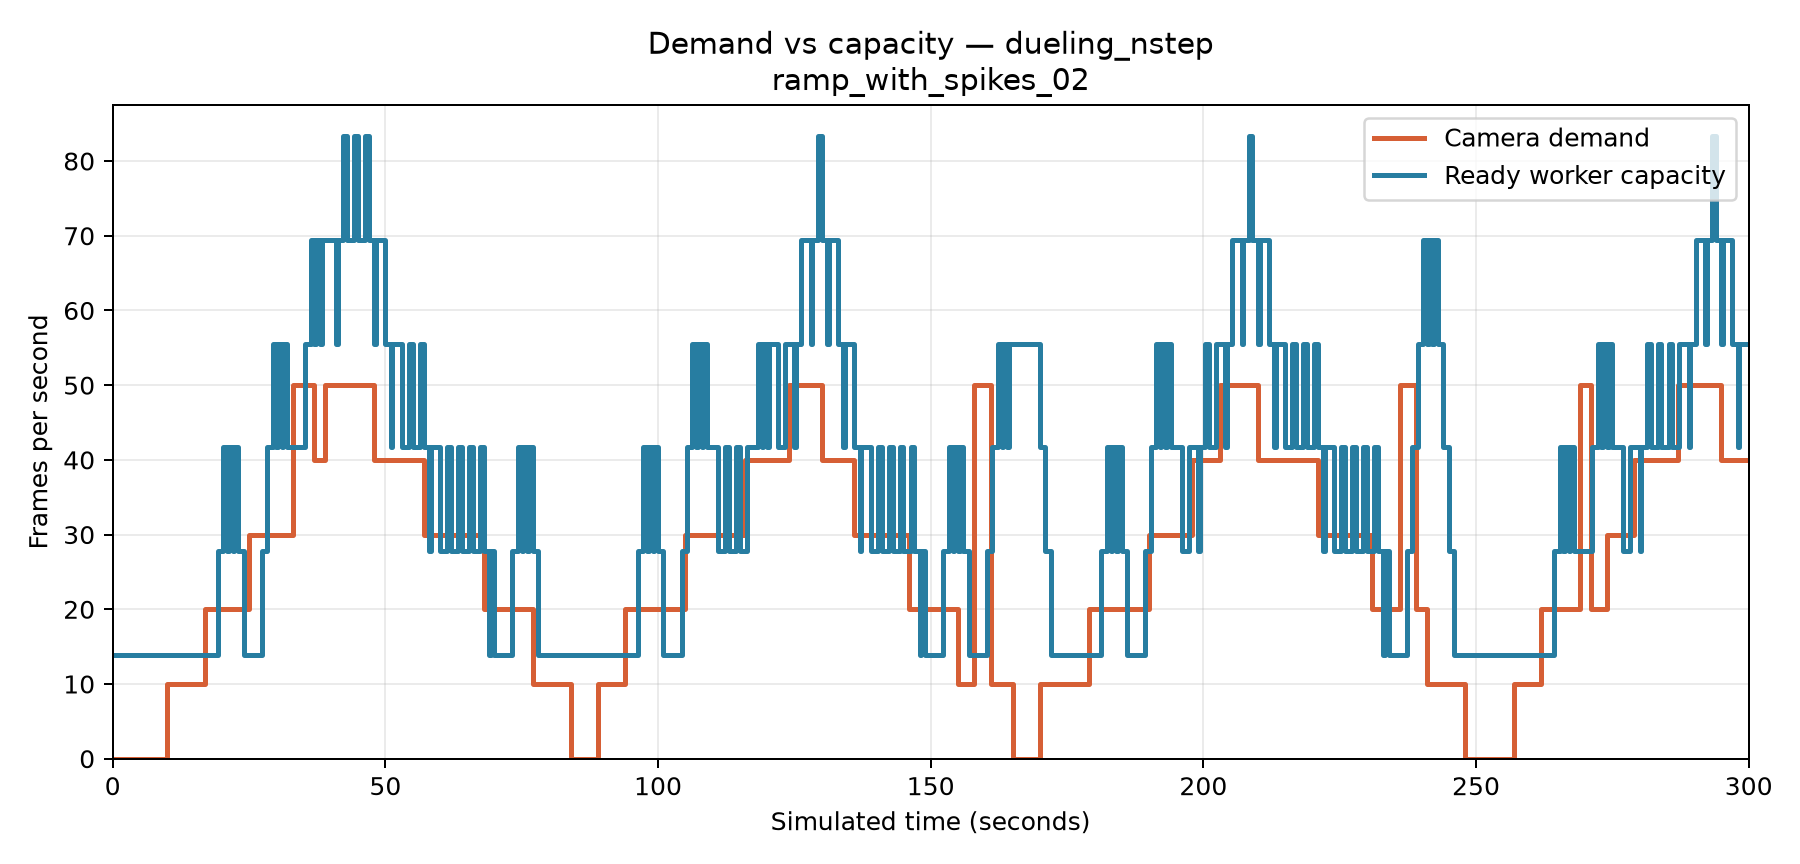 Demand vs capacity — dueling_nstep
ramp_with_spikes_02
Camera demand
Ready worker capacity
Frames per second
80
70
60
50
40
30
20
10
0
0 50 100 150 200 250 300
Simulated time (seconds)